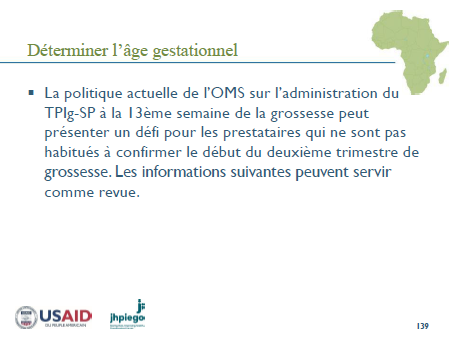 Déterminer l'âge gestationnel
▪ La politique actuelle de l'OMS sur l'administration du
TPIg-SP à la 13ème semaine de la grossesse peut
présenter un défi pour les prestataires qui ne sont pas
habitués à confirmer le début du deuxième trimestre de
grossesse. Les informations suivantes peuvent servir
comme revue.
USAID
jhpiego
139